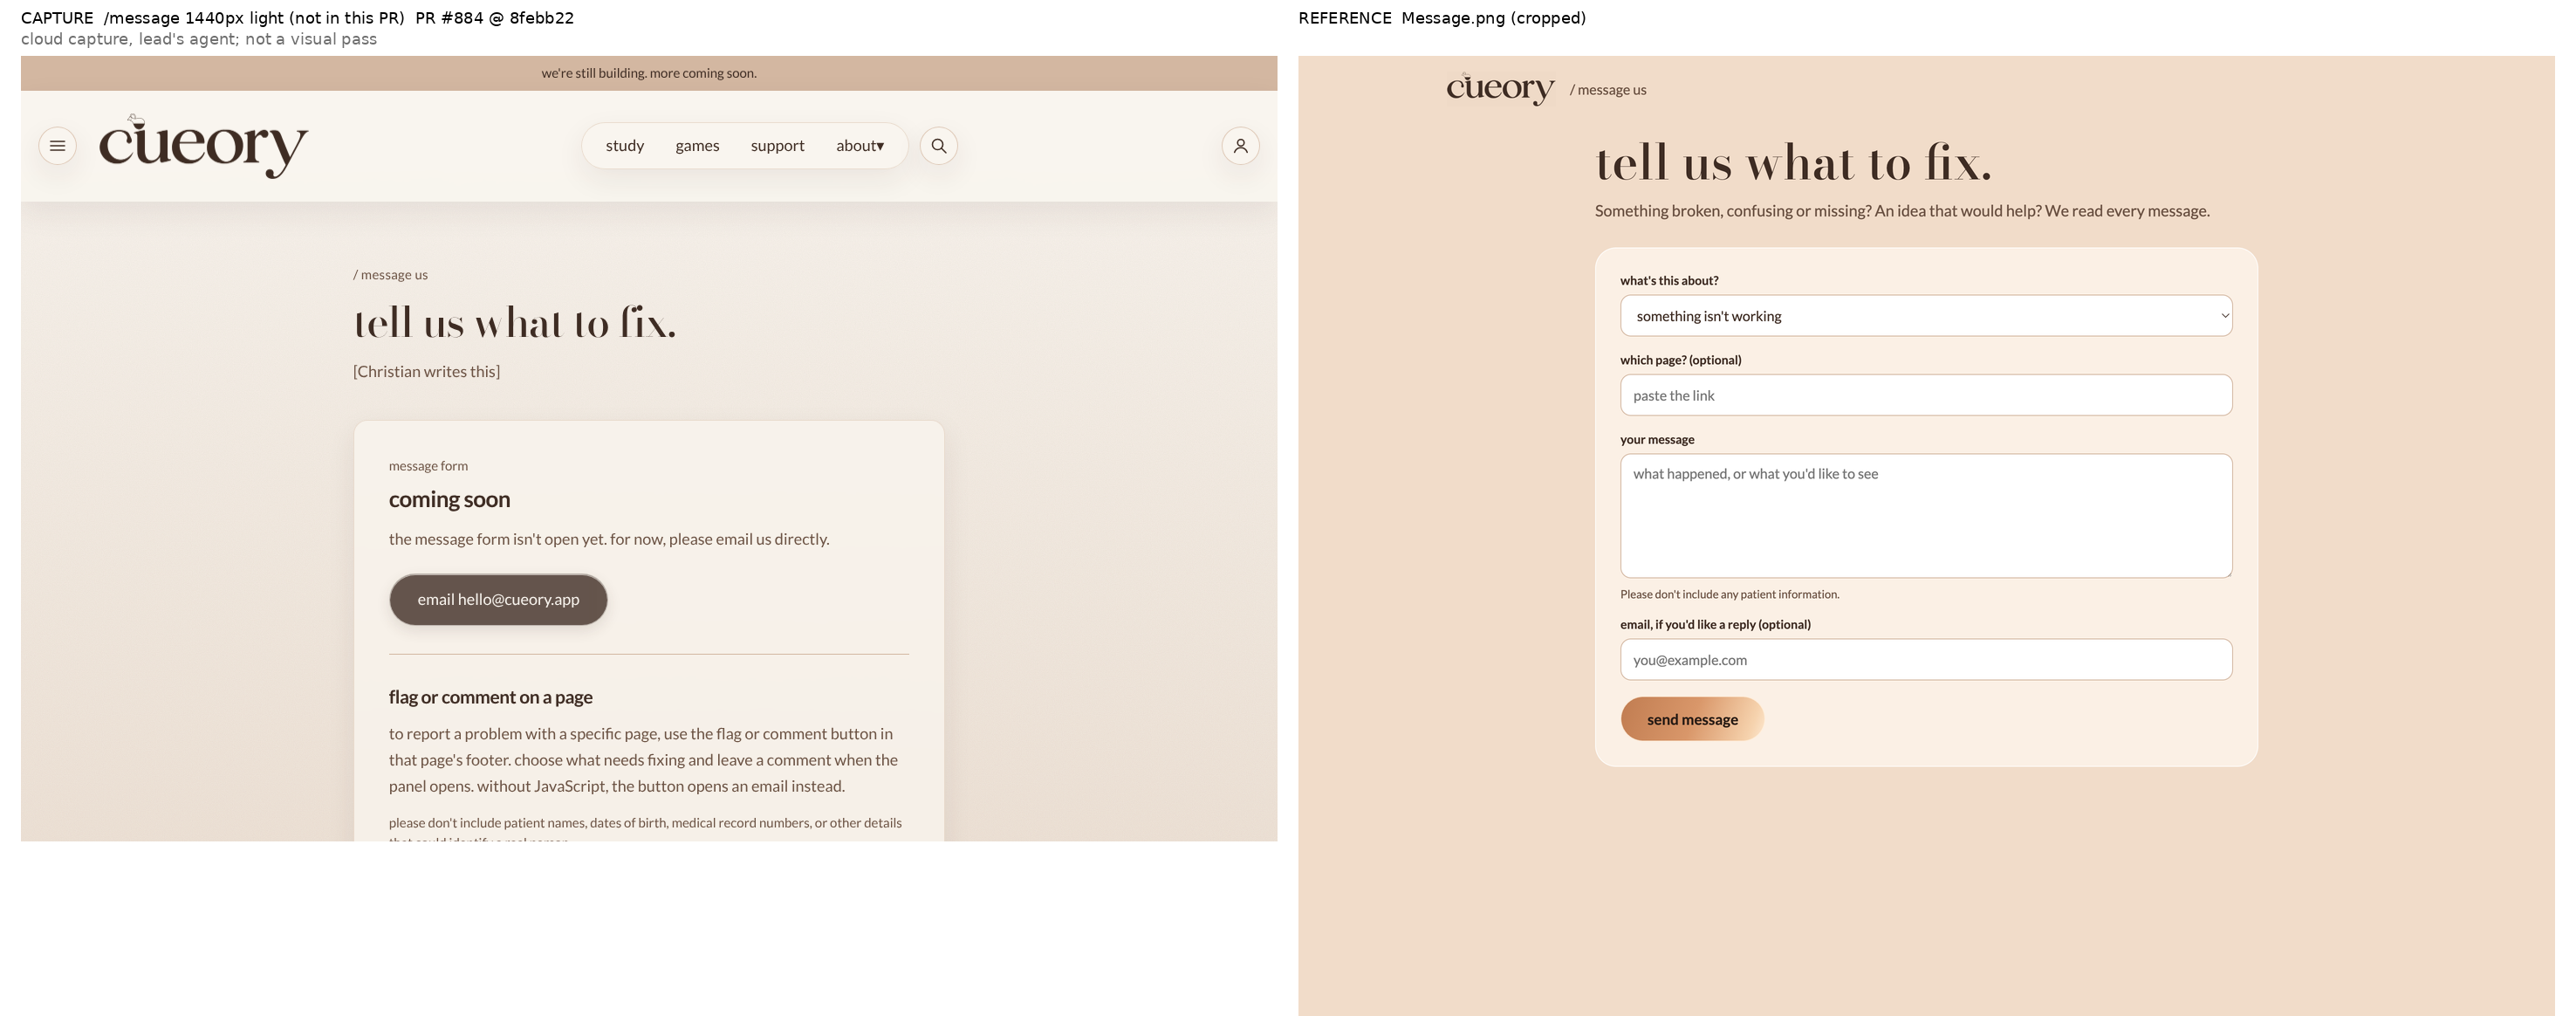 CAPTURE /message 1440px light (not in this PR) PR #884 @ 8febb22
cloud capture, lead's agent; not a visual pass
we're still building. more coming soon.
cueory
study games support about▾
/ message us
tell us what to fix.
[Christian writes this]
message form
coming soon
the message form isn't open yet. for now, please email us directly.
email hello@cueory.app
flag or comment on a page
to report a problem with a specific page, use the flag or comment button in
that page's footer. choose what needs fixing and leave a comment when the
panel opens. without JavaScript, the button opens an email instead.
please don't include patient names, dates of birth, medical record numbers, or other details
REFERENCE Message.png (cropped)
cueory / message us
tell us what to fix.
Something broken, confusing or missing? An idea that would help? We read every message.
what's this about?
something isn't working
which page? (optional)
paste the link
your message
what happened, or what you'd like to see
Please don't include any patient information.
email, if you'd like a reply (optional)
you@example.com
send message